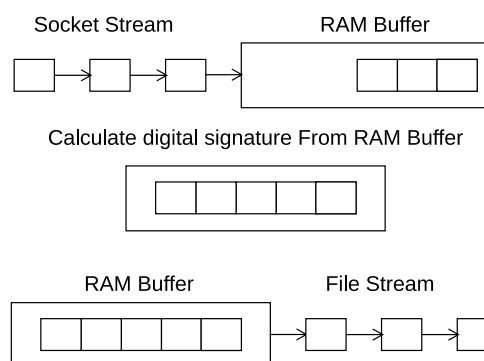 Socket Stream
RAM Buffer
Calculate digital signature From RAM Buffer
RAM Buffer
File Stream